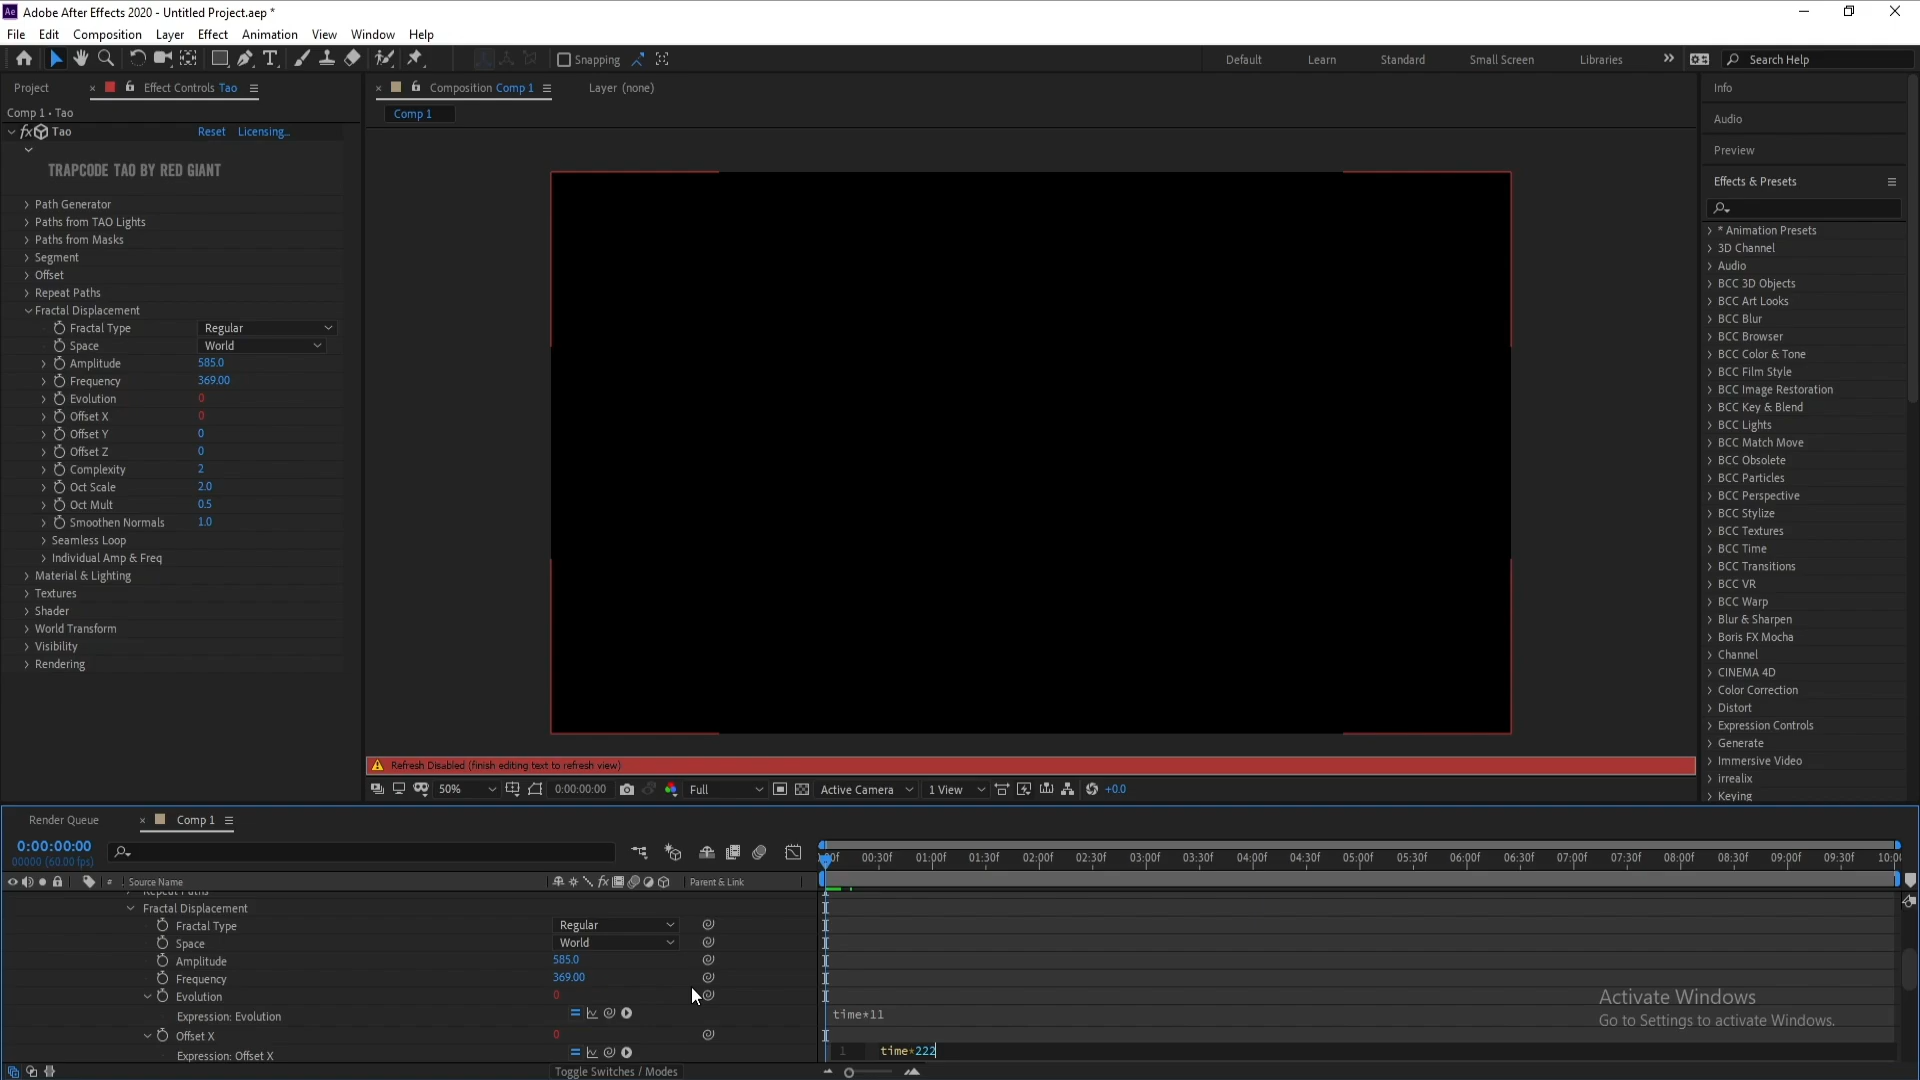 Adobe After Effects 2020 - Untitled Project.aep *
File Edit Composition Layer Effect Animation View Window Help
Snapping Default Learn Standard Small Screen Libraries Search Help
Project Effect Controls Tao Composition Comp 1 Layer (none) Info
Comp 1 • Tao Comp 1
Audio
Tao Reset Licensing...
Preview
TRAPCODE TAO BY RED GIANT
Effects & Presets
Path Generator
Paths from TAO Lights
Paths from Masks
Segment
Offset
Repeat Paths
Fractal Displacement
Fractal Type Regular
Space World
Amplitude 585.0
Frequency 369.00
Evolution 0
Offset X 0
Offset Y 0
Offset Z 0
Complexity 2
Oct Scale 2.0
Oct Mult 0.5
Smoothen Normals 1.0
Seamless Loop
Individual Amp & Freq
Material & Lighting
Textures
Shader
World Transform
Visibility
Rendering
* Animation Presets
3D Channel
Audio
BCC 3D Objects
BCC Art Looks
BCC Blur
BCC Browser
BCC Color & Tone
BCC Film Style
BCC Image Restoration
BCC Key & Blend
BCC Lights
BCC Match Move
BCC Obsolete
BCC Particles
BCC Perspective
BCC Stylize
BCC Textures
BCC Time
BCC Transitions
BCC VR
BCC Warp
Blur & Sharpen
Boris FX Mocha
Channel
CINEMA 4D
Color Correction
Distort
Expression Controls
Generate
Immersive Video
irrealix
Keying
Refresh Disabled (finish editing text to refresh view)
50% 0:00:00:00 Full Active Camera 1 View +0.0
Render Queue Comp 1
0:00:00:00
00000 (60.00 fps)
00:30f 01:00f 01:30f 02:00f 02:30f 03:00f 03:30f 04:00f 04:30f 05:00f 05:30f 06:00f 06:30f 07:00f 07:30f 08:00f 08:30f 09:00f 09:30f
# Source Name fx Parent & Link
Repeat Paths
Fractal Displacement
Fractal Type Regular
Space World
Amplitude 585.0
Frequency 369.00
Evolution 0
Expression: Evolution time*11
Offset X 0
Expression: Offset X 1 time*222
Toggle Switches / Modes
Activate Windows
Go to Settings to activate Windows.